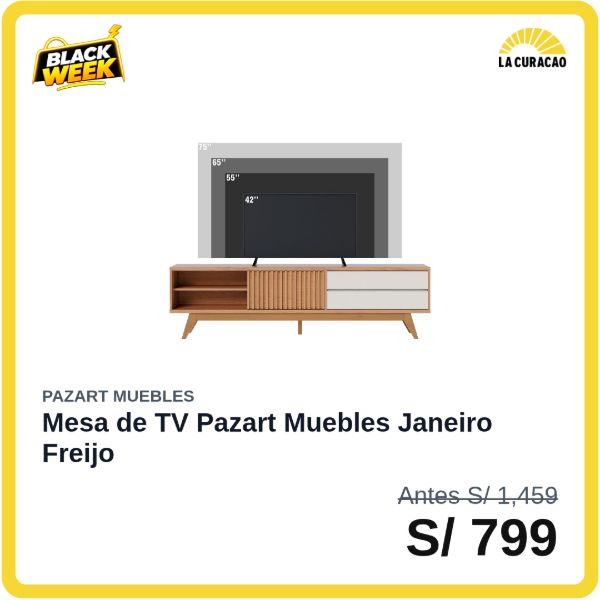 BLACK
WEEK
LA CURACAO
75''
65''
55''
42''
PAZART MUEBLES
Mesa de TV Pazart Muebles Janeiro
Freijo
Antes S/ 1,459
S/ 799